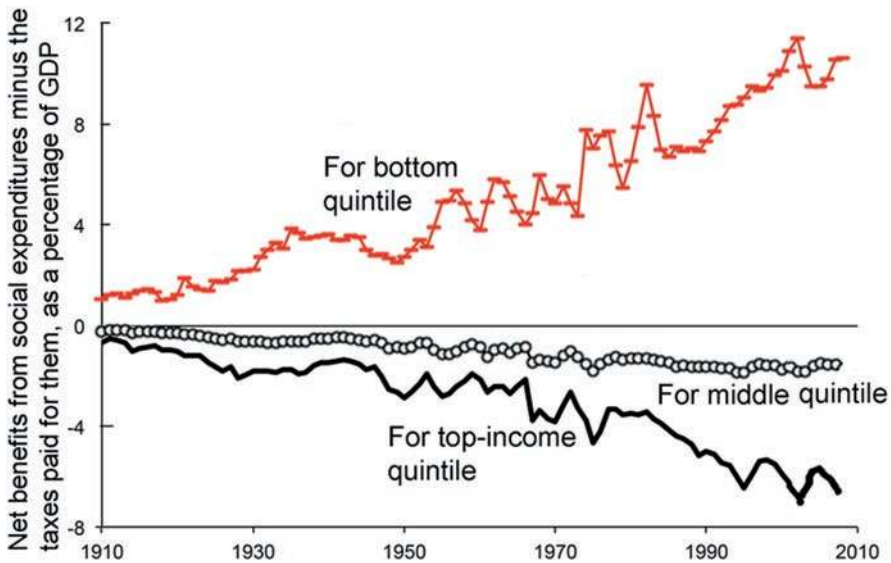 Net benefits from social expenditures minus the
taxes paid for them, as a percentage of GDP
12
8
4
0
-4
-8
For bottom
quintile
For middle quintile
For top-income
quintile
1910
1930
1950
1970
1990
2010